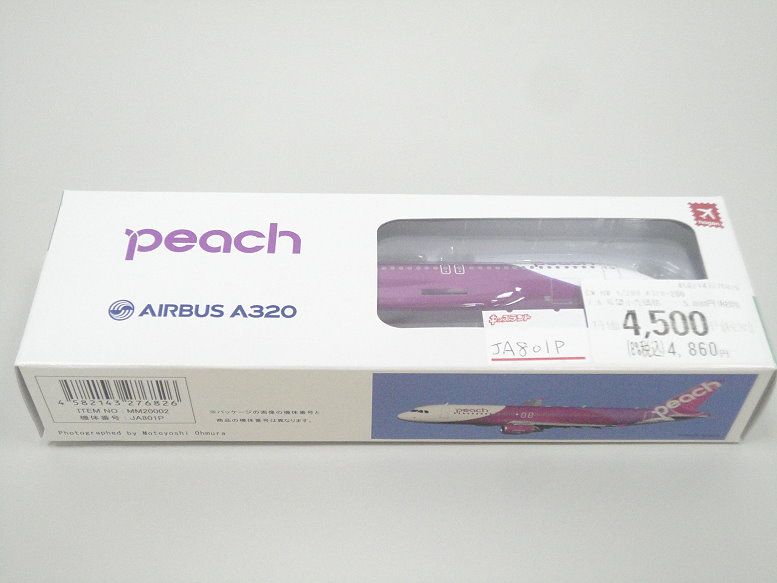 peach
AIRBUS A320
hogan
JA801P
4,500
(8%税込) 4,860円
4 582143 276826
ITEM NO : MM20002
機体番号 : JA801P
※パッケージの画像の機体番号と
商品の機体番号は異なります。
Photographed by Motoyoshi Ohmura
peach
peach